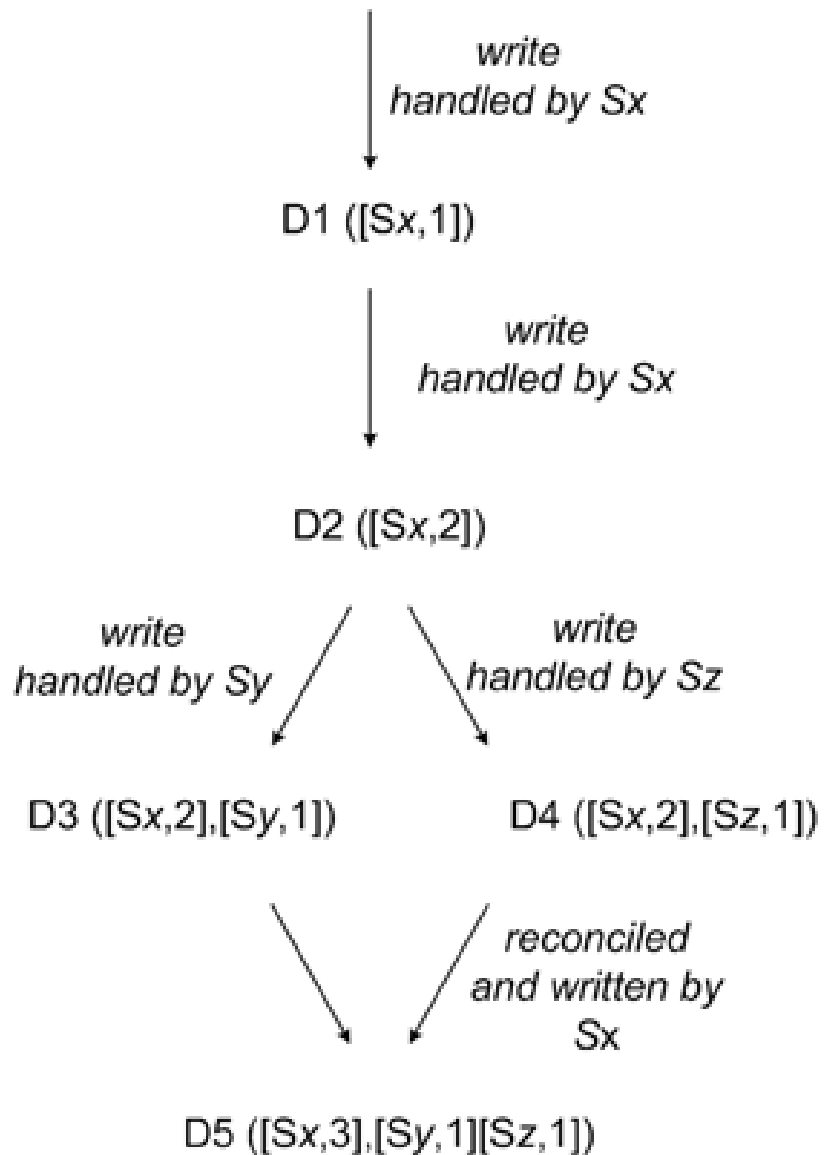 write
handled by Sx
D1 ([Sx,1])
write
handled by Sx
D2 ([Sx,2])
write
handled by Sy
write
handled by Sz
D3 ([Sx,2],[Sy,1])
D4 ([Sx,2],[Sz,1])
reconciled
and written by
Sx
D5 ([Sx,3],[Sy,1][Sz,1])